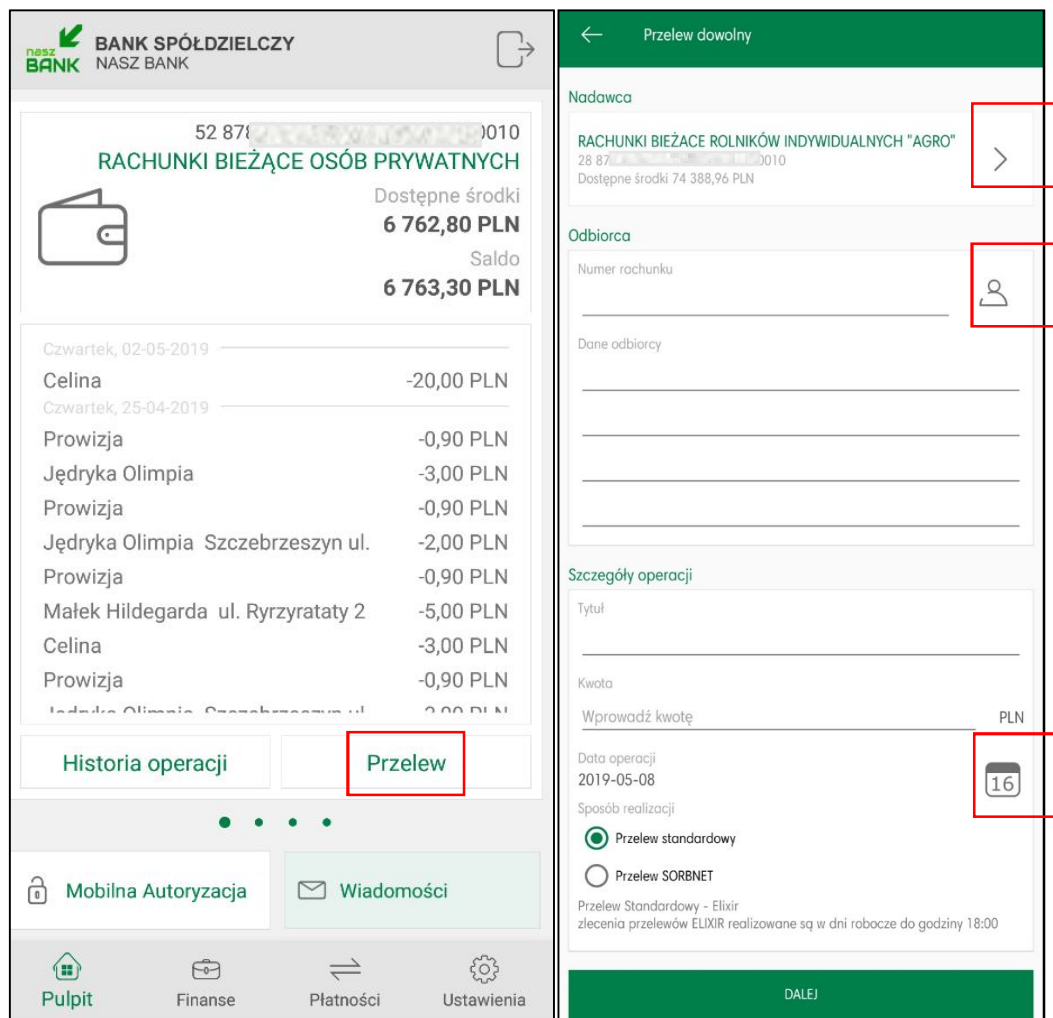 nasz
BANK
BANK SPÓŁDZIELCZY
NASZ BANK
52 878 0010
RACHUNKI BIEŻĄCE OSÓB PRYWATNYCH
Dostępne środki
6 762,80 PLN
Saldo
6 763,30 PLN
Czwartek, 02-05-2019
Celina -20,00 PLN
Czwartek, 25-04-2019
Prowizja -0,90 PLN
Jędryka Olimpia -3,00 PLN
Prowizja -0,90 PLN
Jędryka Olimpia Szczebrzeszyn ul. -2,00 PLN
Prowizja -0,90 PLN
Małek Hildegarda ul. Ryrzyrataty 2 -5,00 PLN
Celina -3,00 PLN
Prowizja -0,90 PLN
Jędryka Olimpia Szczebrzeszyn ul.
Historia operacji Przelew
Mobilna Autoryzacja Wiadomości
Pulpit Finanse Płatności Ustawienia
Przelew dowolny
Nadawca
RACHUNKI BIEŻACE ROLNIKÓW INDYWIDUALNYCH "AGRO"
28 87 0010
Dostępne środki 74 388,96 PLN
Odbiorca
Numer rachunku
Dane odbiorcy
Szczegóły operacji
Tytuł
Kwota
Wprowadź kwotę PLN
Data operacji
2019-05-08
16
Sposób realizacji
Przelew standardowy
Przelew SORBNET
Przelew Standardowy - Elixir
zlecenia przelewów ELIXIR realizowane są w dni robocze do godziny 18:00
DALEJ